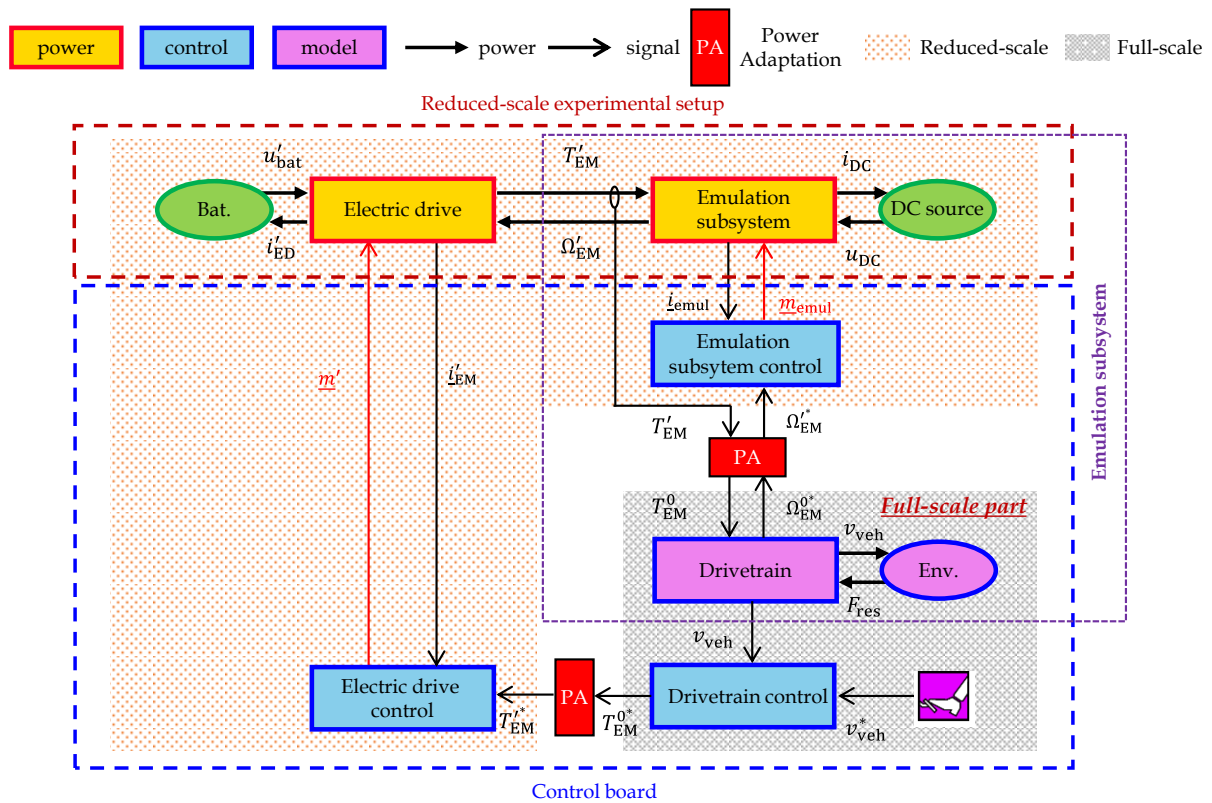 power
control
model
power
signal
PA
Power
Adaptation
Reduced-scale
Full-scale
Reduced-scale experimental setup
u′bat
T′EM
iDC
Bat.
Electric drive
Emulation
subsystem
DC source
i′ED
Ω′EM
uDC
iemul
memul
Emulation
subsytem control
Emulation subsystem
m′
i′EM
T′EM
Ω′*EM
PA
T0EM
Ω0*EM
Full-scale part
vveh
Drivetrain
Env.
Fres
vveh
Electric drive
control
PA
Drivetrain control
T′*EM
T0*EM
v*veh
Control board